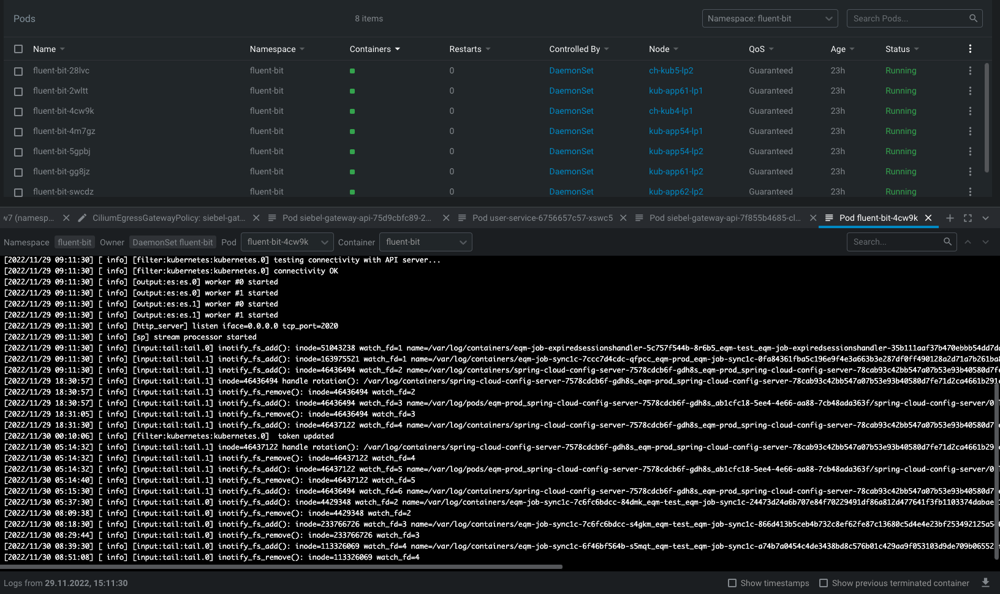 Pods 8 items Namespace: fluent-bit Search Pods...
Name Namespace Containers Restarts Controlled By Node QoS Age Status
fluent-bit-28lvc fluent-bit 0 DaemonSet ch-kub5-lp2 Guaranteed 23h Running
fluent-bit-2wltt fluent-bit 0 DaemonSet kub-app61-lp1 Guaranteed 23h Running
fluent-bit-4cw9k fluent-bit 0 DaemonSet ch-kub4-lp1 Guaranteed 23h Running
fluent-bit-4m7gz fluent-bit 0 DaemonSet kub-app54-lp1 Guaranteed 23h Running
fluent-bit-5gpbj fluent-bit 0 DaemonSet kub-app54-lp2 Guaranteed 23h Running
fluent-bit-gg8jz fluent-bit 0 DaemonSet kub-app61-lp2 Guaranteed 23h Running
fluent-bit-swcdz fluent-bit 0 DaemonSet kub-app62-lp2 Guaranteed 23h Running
w7 (namesp... CiliumEgressGatewayPolicy: siebel-gat... Pod siebel-gateway-api-75d9cbfc89-2... Pod user-service-6756657c57-xswc5 Pod siebel-gateway-api-7f855b4685-cl... Pod fluent-bit-4cw9k
Namespace fluent-bit Owner DaemonSet fluent-bit Pod fluent-bit-4cw9k Container fluent-bit Search...
[2022/11/29 09:11:30] [ info] [filter:kubernetes:kubernetes.0] testing connectivity with API server...
[2022/11/29 09:11:30] [ info] [filter:kubernetes:kubernetes.0] connectivity OK
[2022/11/29 09:11:30] [ info] [output:es:es.0] worker #0 started
[2022/11/29 09:11:30] [ info] [output:es:es.0] worker #1 started
[2022/11/29 09:11:30] [ info] [output:es:es.1] worker #0 started
[2022/11/29 09:11:30] [ info] [output:es:es.1] worker #1 started
[2022/11/29 09:11:30] [ info] [http_server] listen iface=0.0.0.0 tcp_port=2020
[2022/11/29 09:11:30] [ info] [sp] stream processor started
[2022/11/29 09:11:30] [ info] [input:tail:tail.0] inotify_fs_add(): inode=51043238 watch_fd=1 name=/var/log/containers/eqm-job-expiredsessionshandler-5c757f544b-8r6b5_eqm-test_eqm-job-expiredsessionshandler-35b111aaf37b470ebbb54dd7dd
[2022/11/29 09:11:30] [ info] [input:tail:tail.1] inotify_fs_add(): inode=163975521 watch_fd=1 name=/var/log/containers/eqm-job-sync1c-7ccc7d4cdc-qfpcc_eqm-prod_eqm-job-sync1c-0fa84361fba5c196e9f4e3a663b3e287df0ff490128a2d71a7b261ba8
[2022/11/29 09:11:30] [ info] [input:tail:tail.1] inotify_fs_add(): inode=46436494 watch_fd=2 name=/var/log/containers/spring-cloud-config-server-7578cdcb6f-gdh8s_eqm-prod_spring-cloud-config-server-78cab93c42bb547a07b53e93b40580d7f
[2022/11/29 18:30:57] [ info] [input:tail:tail.1] inode=46436494 handle rotation(): /var/log/containers/spring-cloud-config-server-7578cdcb6f-gdh8s_eqm-prod_spring-cloud-config-server-78cab93c42bb547a07b53e93b40580d7fe71d2ca4661b291
[2022/11/29 18:30:57] [ info] [input:tail:tail.1] inotify_fs_remove(): inode=46436494 watch_fd=2
[2022/11/29 18:30:57] [ info] [input:tail:tail.1] inotify_fs_add(): inode=46436494 watch_fd=3 name=/var/log/pods/eqm-prod_spring-cloud-config-server-7578cdcb6f-gdh8s_ab1cfc18-5ee4-4e66-aa88-7cb48ada363f/spring-cloud-config-server/0
[2022/11/29 18:31:05] [ info] [input:tail:tail.1] inotify_fs_remove(): inode=46436494 watch_fd=3
[2022/11/29 18:31:30] [ info] [input:tail:tail.1] inotify_fs_add(): inode=46437122 watch_fd=4 name=/var/log/containers/spring-cloud-config-server-7578cdcb6f-gdh8s_eqm-prod_spring-cloud-config-server-78cab93c42bb547a07b53e93b40580d7
[2022/11/30 00:10:06] [ info] [filter:kubernetes:kubernetes.0]  token updated
[2022/11/30 05:14:32] [ info] [input:tail:tail.1] inode=46437122 handle rotation(): /var/log/containers/spring-cloud-config-server-7578cdcb6f-gdh8s_eqm-prod_spring-cloud-config-server-78cab93c42bb547a07b53e93b40580d7fe71d2ca4661b29
[2022/11/30 05:14:32] [ info] [input:tail:tail.1] inotify_fs_remove(): inode=46437122 watch_fd=4
[2022/11/30 05:14:32] [ info] [input:tail:tail.1] inotify_fs_add(): inode=46437122 watch_fd=5 name=/var/log/pods/eqm-prod_spring-cloud-config-server-7578cdcb6f-gdh8s_ab1cfc18-5ee4-4e66-aa88-7cb48ada363f/spring-cloud-config-server/0
[2022/11/30 05:14:40] [ info] [input:tail:tail.1] inotify_fs_remove(): inode=46437122 watch_fd=5
[2022/11/30 05:15:30] [ info] [input:tail:tail.1] inotify_fs_add(): inode=46436494 watch_fd=6 name=/var/log/containers/spring-cloud-config-server-7578cdcb6f-gdh8s_eqm-prod_spring-cloud-config-server-78cab93c42bb547a07b53e93b40580d7
[2022/11/30 05:37:30] [ info] [input:tail:tail.0] inotify_fs_add(): inode=4429348 watch_fd=2 name=/var/log/containers/eqm-job-sync1c-7c6fc6bdcc-84dmk_eqm-test_eqm-job-sync1c-24473d24a6b707e84f70229491df86a812d477641f3fb1103374dabae
[2022/11/30 08:09:38] [ info] [input:tail:tail.0] inotify_fs_remove(): inode=4429348 watch_fd=2
[2022/11/30 08:18:30] [ info] [input:tail:tail.0] inotify_fs_add(): inode=233766726 watch_fd=3 name=/var/log/containers/eqm-job-sync1c-7c6fc6bdcc-s4gkm_eqm-test_eqm-job-sync1c-866d413b5ceb4b732c8ef62fe87c13680c5d4e4e23bf253492125a5
[2022/11/30 08:29:44] [ info] [input:tail:tail.0] inotify_fs_remove(): inode=233766726 watch_fd=3
[2022/11/30 08:39:30] [ info] [input:tail:tail.0] inotify_fs_add(): inode=113326069 watch_fd=4 name=/var/log/containers/eqm-job-sync1c-6f46bf564b-s5mqt_eqm-test_eqm-job-sync1c-a74b7a0454c4de3438bd8c576b01c429aa9f053103d9de709b06552
[2022/11/30 08:51:08] [ info] [input:tail:tail.0] inotify_fs_remove(): inode=113326069 watch_fd=4
Logs from 29.11.2022, 15:11:30 Show timestamps Show previous terminated container